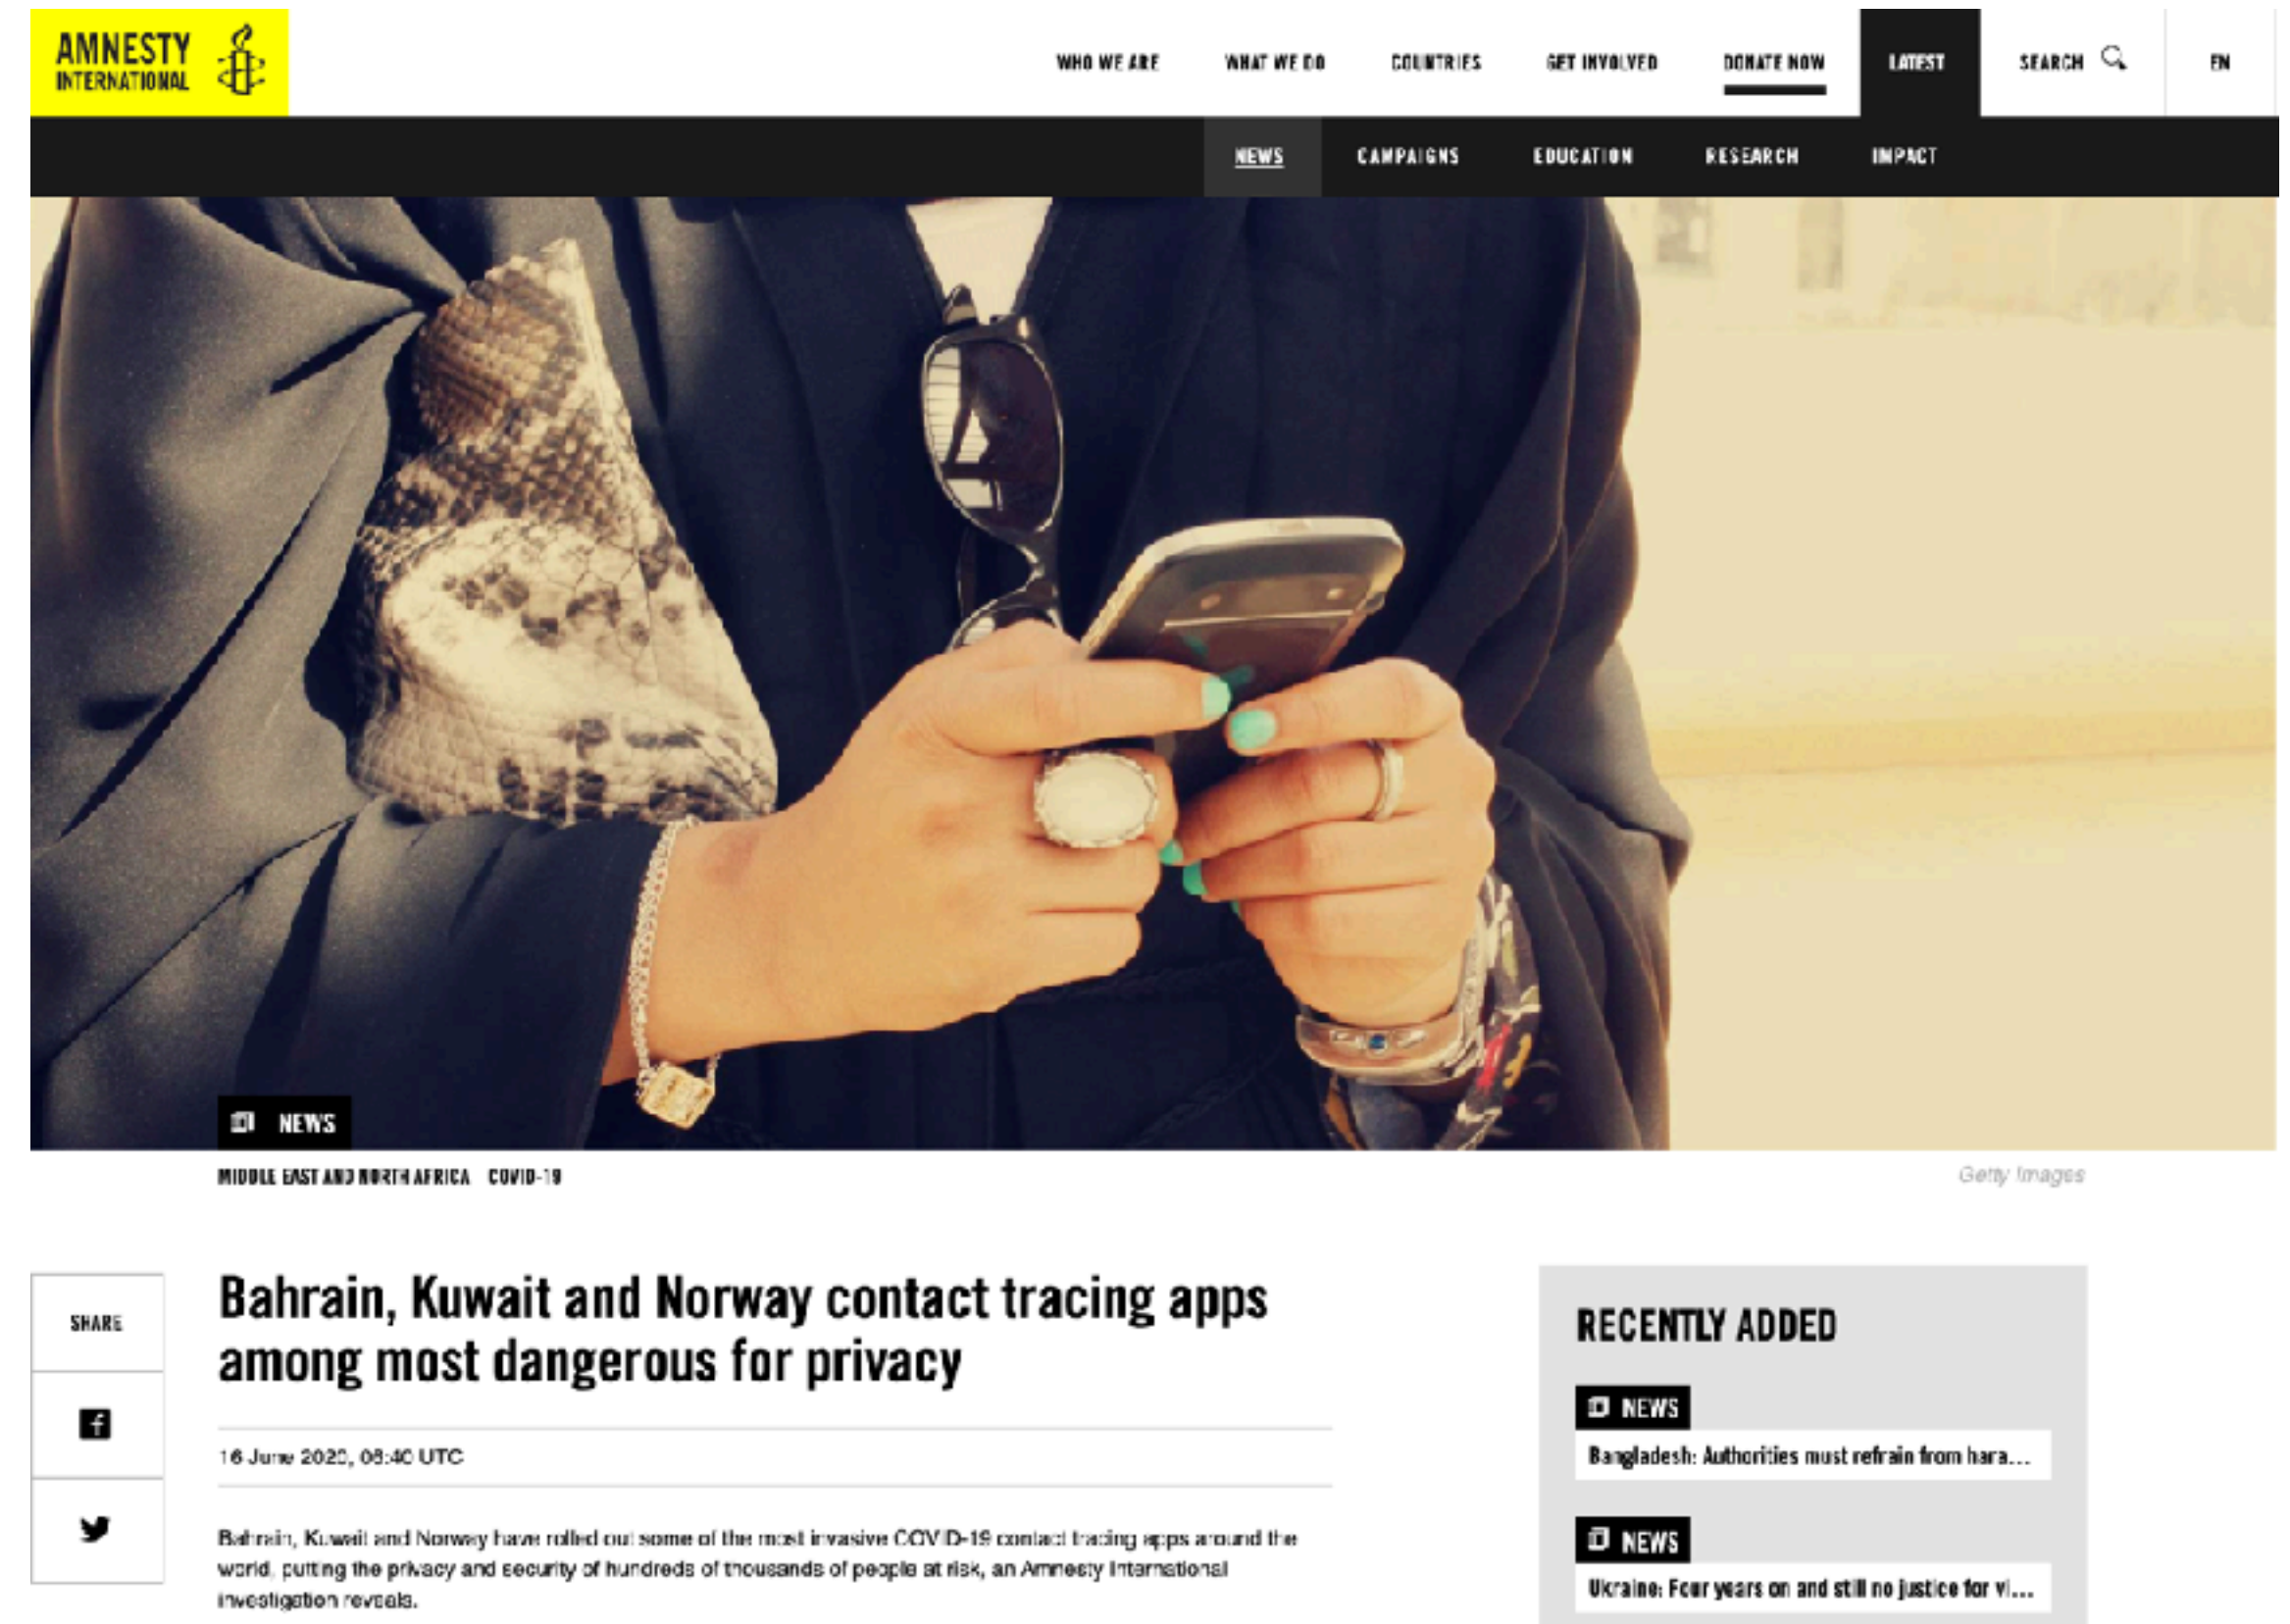 AMNESTY
INTERNATIONAL
WHO WE ARE
WHAT WE DO
COUNTRIES
GET INVOLVED
DONATE NOW
LATEST
SEARCH
EN
NEWS
CAMPAIGNS
EDUCATION
RESEARCH
IMPACT
NEWS
MIDDLE EAST AND NORTH AFRICA COVID-19
Getty Images
SHARE
Bahrain, Kuwait and Norway contact tracing apps
among most dangerous for privacy
16 June 2020, 06:40 UTC
Bahrain, Kuwait and Norway have rolled out some of the most invasive COVID-19 contact tracing apps around the
world, putting the privacy and security of hundreds of thousands of people at risk, an Amnesty International
investigation reveals.
RECENTLY ADDED
NEWS
Bangladesh: Authorities must refrain from hara...
NEWS
Ukraine: Four years on and still no justice for vi...